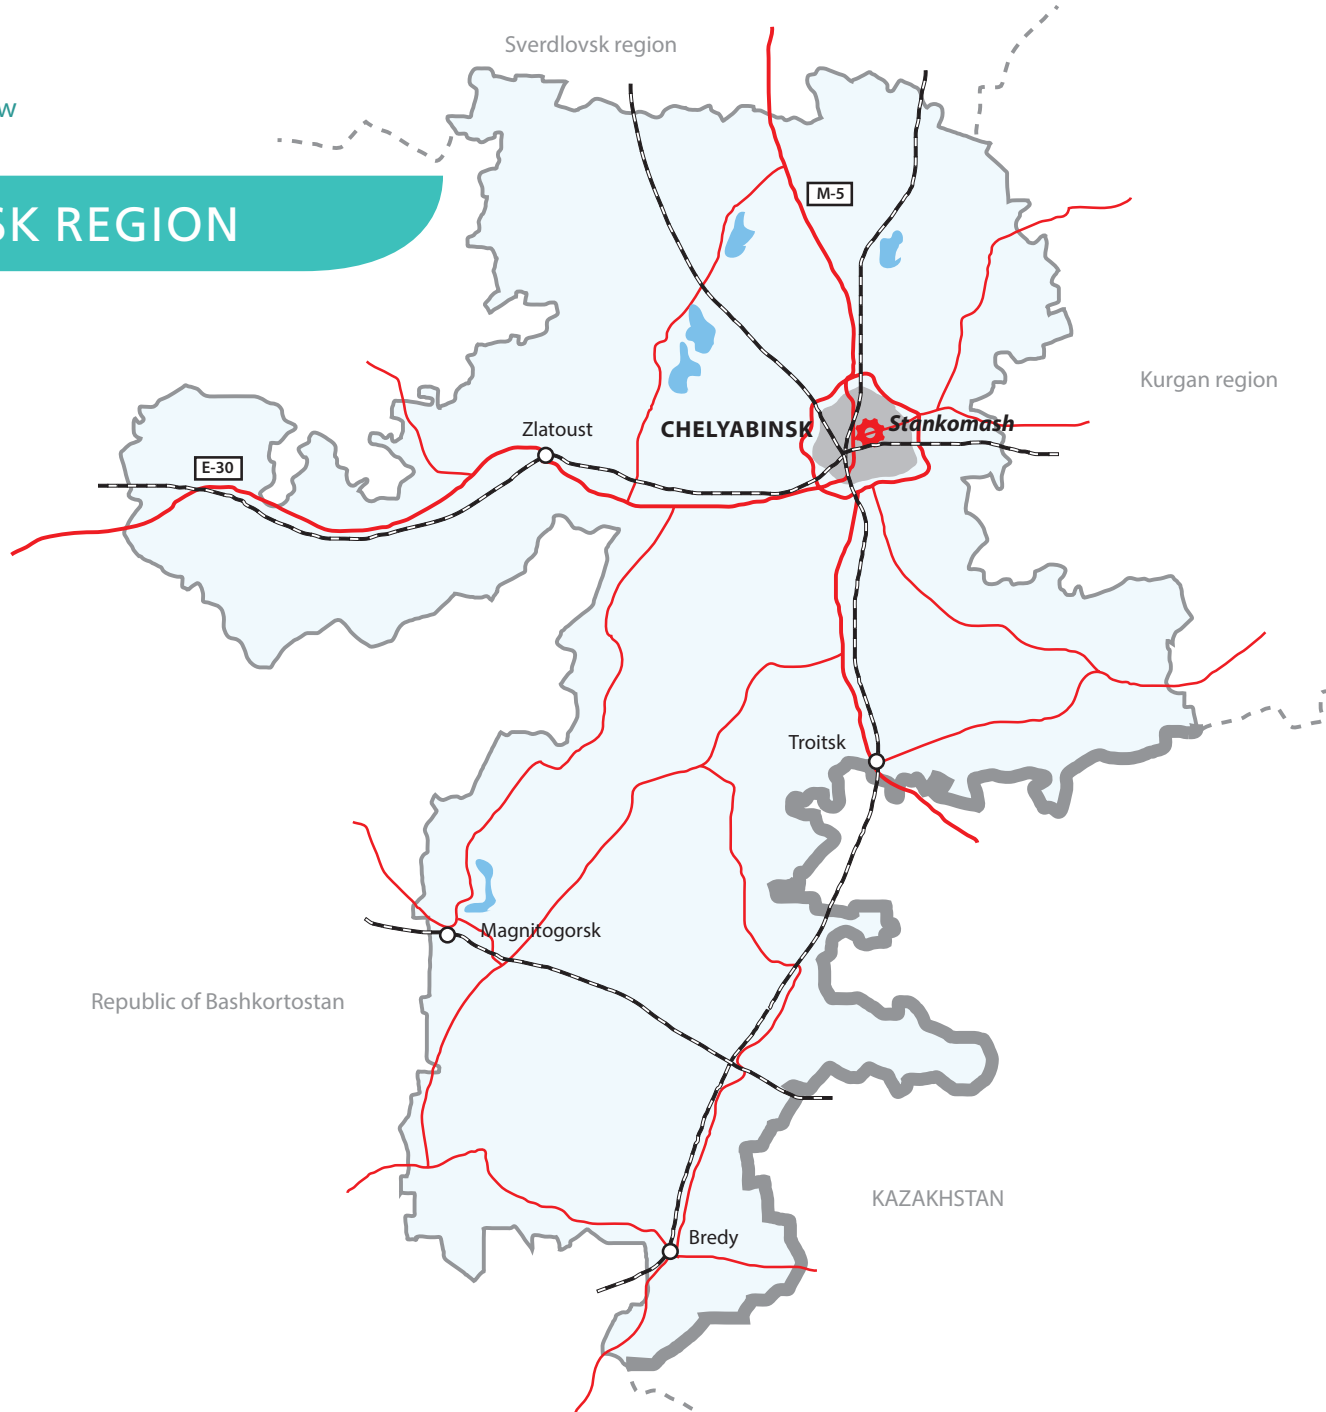 Sverdlovsk region
SK REGION
M-5
Kurgan region
CHELYABINSK
Stankomash
Zlatoust
E-30
Troitsk
Magnitogorsk
Republic of Bashkortostan
KAZAKHSTAN
Bredy